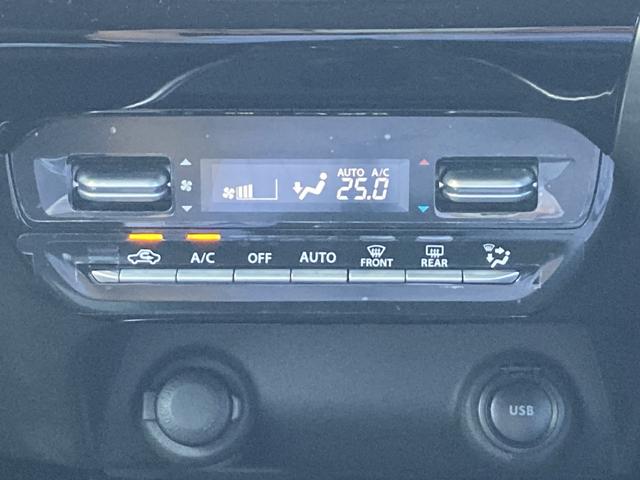 AUTO A/C
25.0
A/C OFF AUTO FRONT REAR
USB